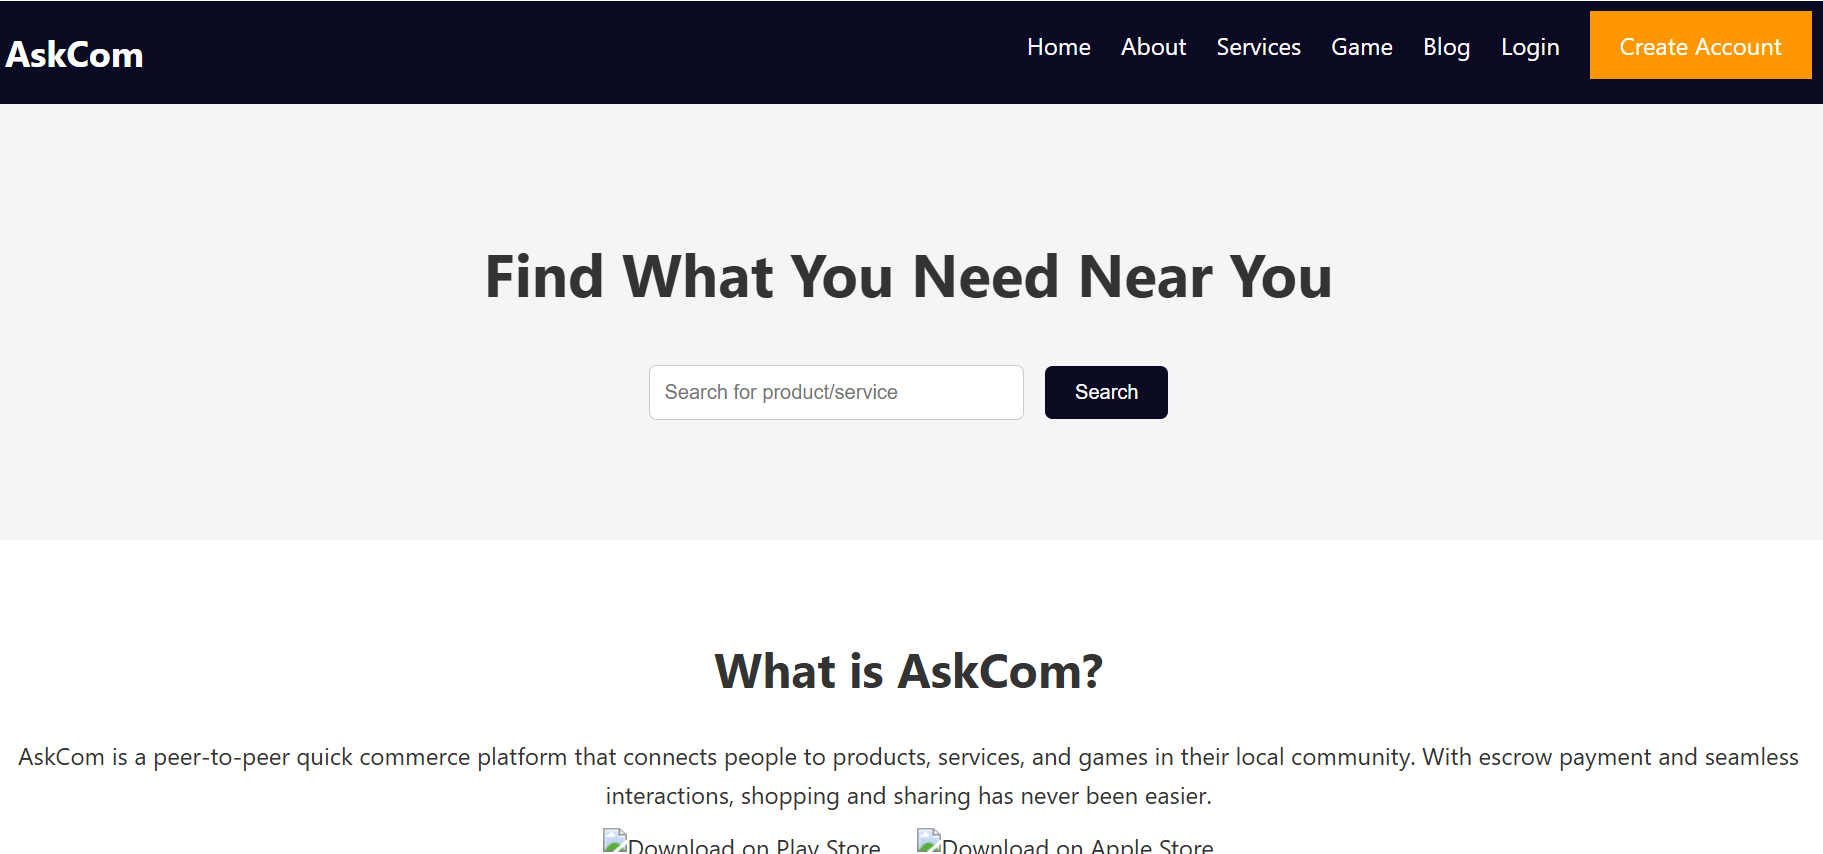 AskCom
Home About Services Game Blog Login Create Account
Find What You Need Near You
Search for product/service Search
What is AskCom?
AskCom is a peer-to-peer quick commerce platform that connects people to products, services, and games in their local community. With escrow payment and seamless
interactions, shopping and sharing has never been easier.
Download on Play Store Download on Apple Store